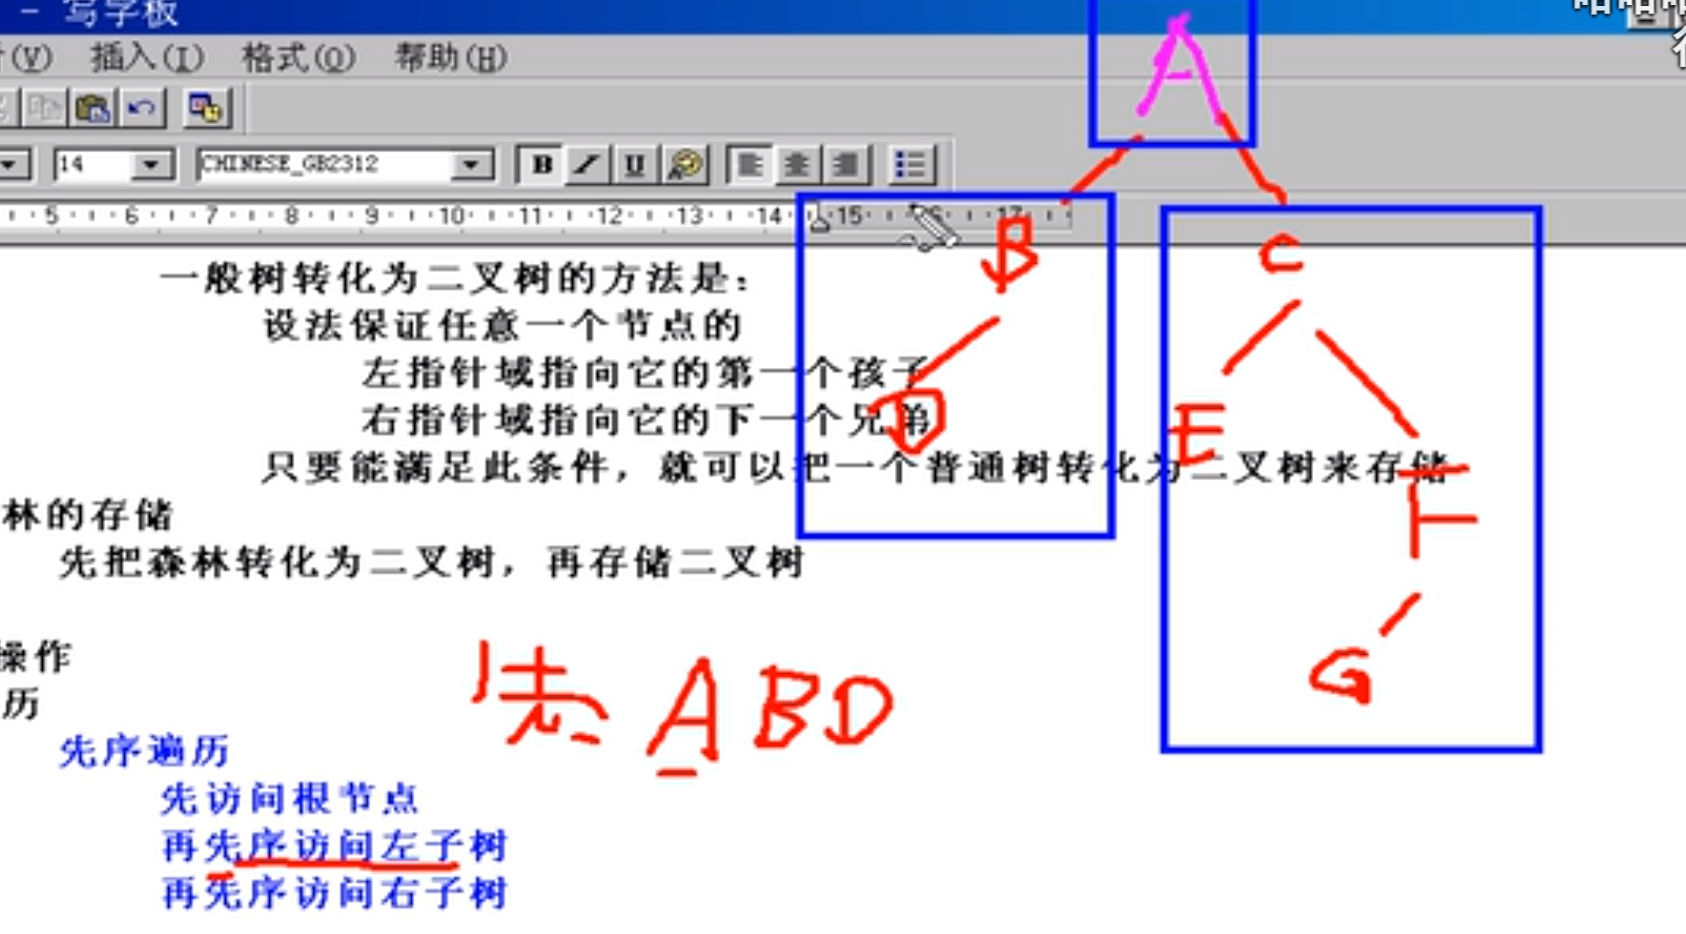 - 写字板
(V) 插入(I) 格式(O) 帮助(H)
14 CHINESE_GB2312 B I U
5 6 7 8 9 10 11 12 13 14 15 16 17
A
B C
D E
F
G
一般树转化为二叉树的方法是：
设法保证任意一个节点的
左指针域指向它的第一个孩子
右指针域指向它的下一个兄弟
只要能满足此条件，就可以把一个普通树转化为二叉树来存储
林的存储
先把森林转化为二叉树，再存储二叉树
操作
历
先 A B D
先序遍历
先访问根节点
再先序访问左子树
再先序访问右子树